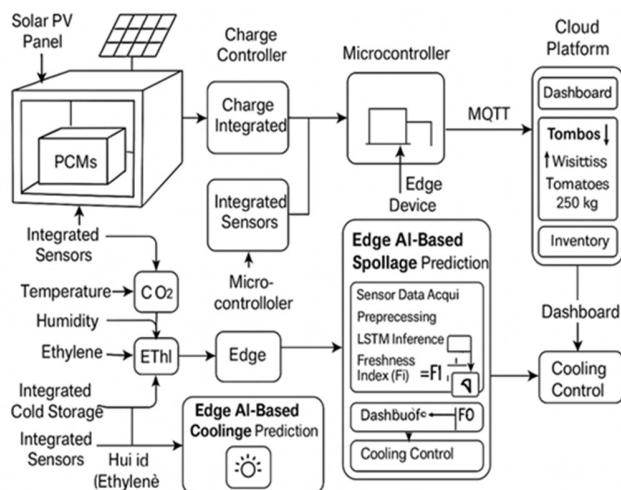 Solar PV
Panel
PCMs
Integrated
Sensors
Charge
Controller
Charge
Integrated
Integrated
Sensors
Micro-
controlloler
Microcontroller
Edge
Device
MQTT
Cloud
Platform
Dashboard
Tombos ↓
↑ Wisittiss
Tomatoes
250 kg
Inventory
Dashboard
Cooling
Control
Temperature
CO2
Humidity
Ethylene
EThl
Edge
Integrated
Cold Storage
Integrated
Sensors
Hui id
(Ethylenè
Edge AI-Based
Coolinge Prediction
Edge AI-Based
Spollage Prediction
Sensor Data Acqui
Preprecessing
LSTM Inference
Freshness
Index (Fi) =FI
Dashbuofc
F0
Cooling Control